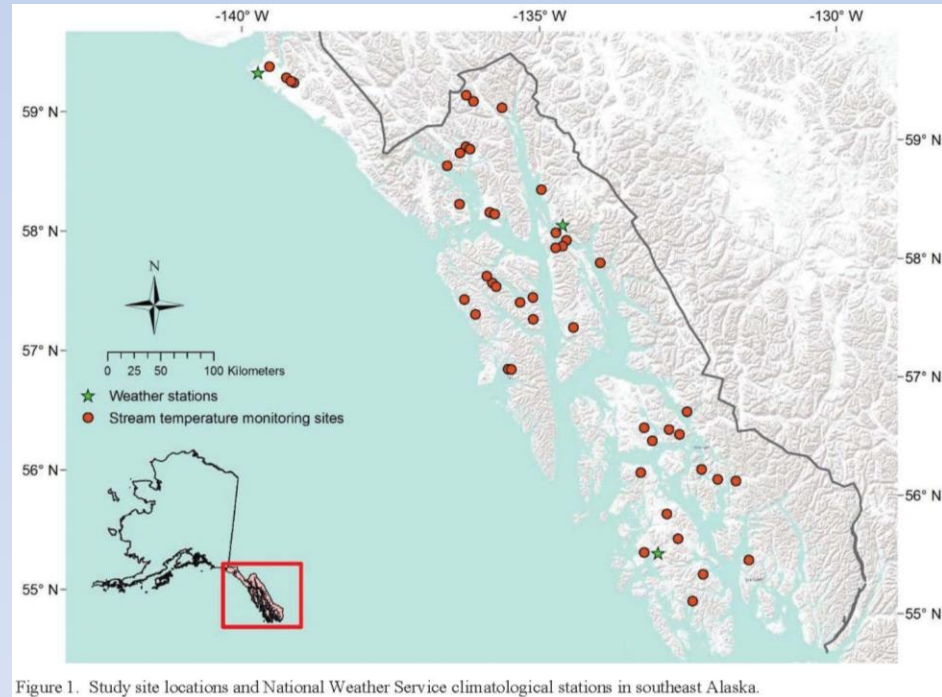 -140° W
-135° W
-130° W
59° N
59° N
58° N
58° N
N
57° N
57° N
0 25 50 100 Kilometers
Weather stations
Stream temperature monitoring sites
56° N
56° N
55° N
55° N
Figure 1. Study site locations and National Weather Service climatological stations in southeast Alaska.